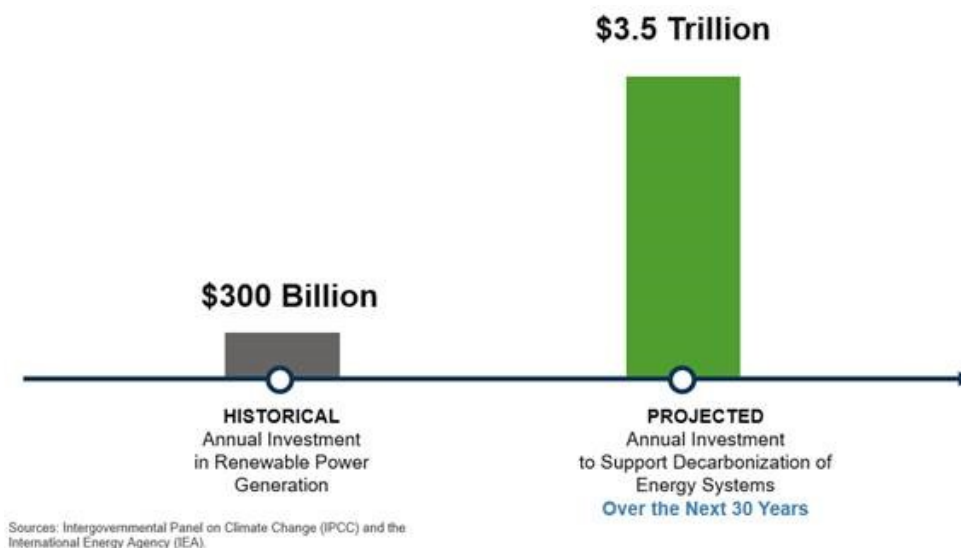 $3.5 Trillion
$300 Billion
HISTORICAL
Annual Investment
in Renewable Power
Generation
PROJECTED
Annual Investment
to Support Decarbonization of
Energy Systems
Over the Next 30 Years
Sources: Intergovernmental Panel on Climate Change (IPCC) and the
International Energy Agency (IEA).